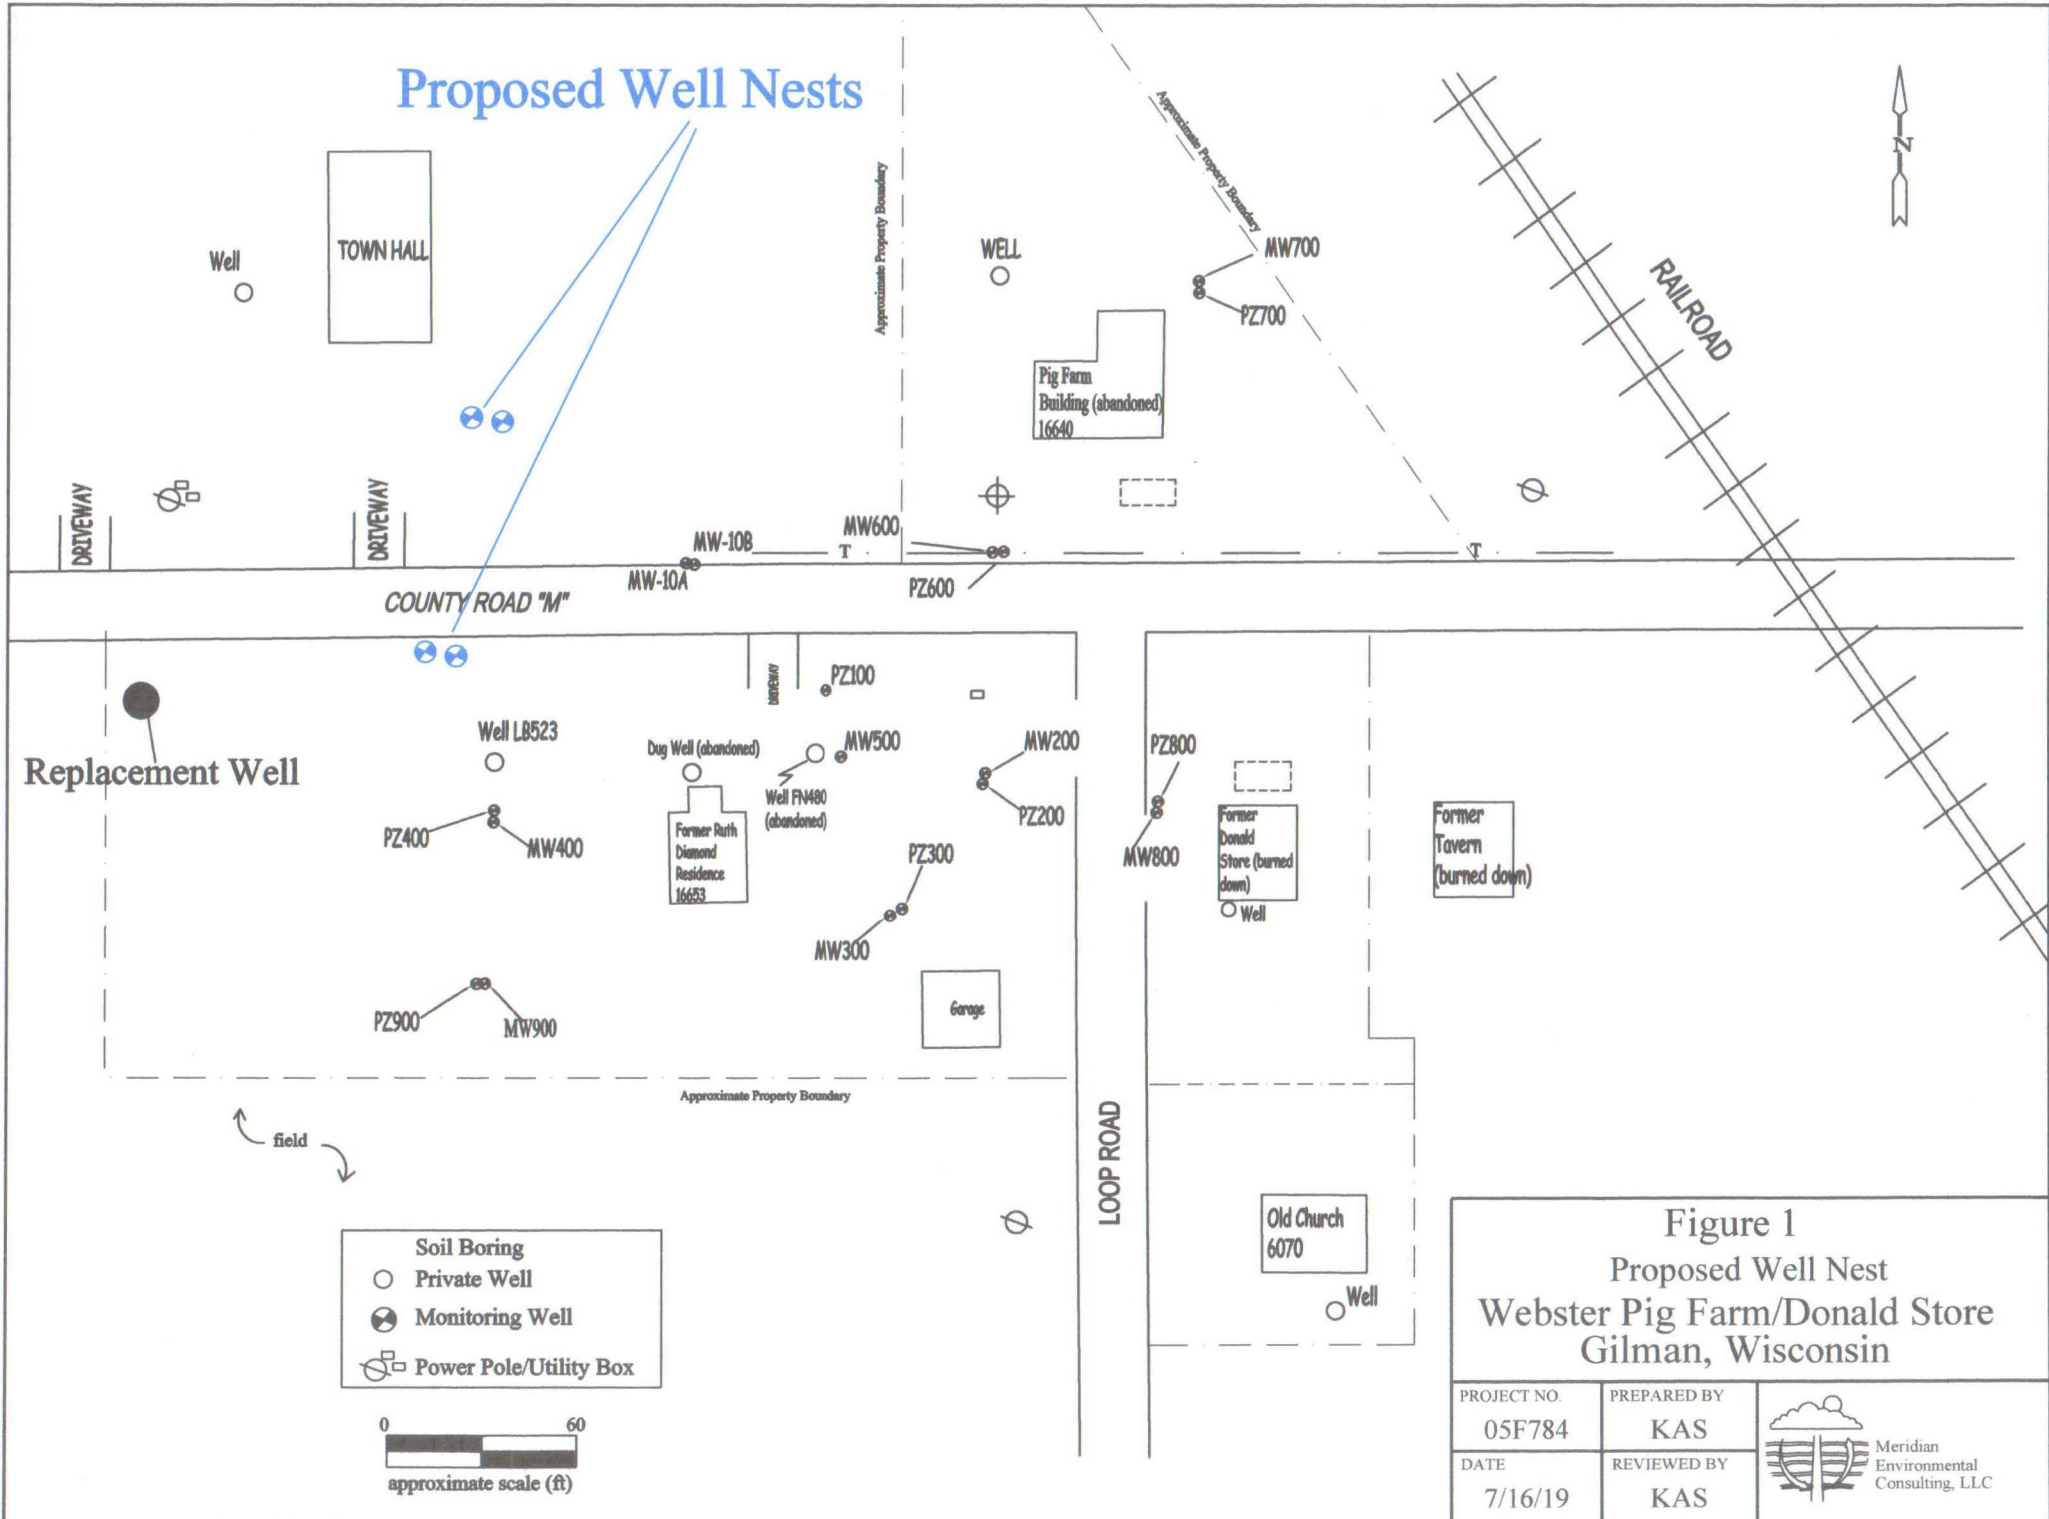 Proposed Well Nests
Approximate Property Boundary
Approximate Property Boundary
N
TOWN HALL
Well
WELL
MW700
PZ700
RAILROAD
Pig Farm
Building (abandoned)
16640
DRIVEWAY
DRIVEWAY
MW-10B
MW-10A
T
MW600
PZ600
T
COUNTY ROAD "M"
DRIVEWAY
PZ100
Replacement Well
Well LB523
Dug Well (abandoned)
MW500
Well FN480
(abandoned)
MW200
PZ200
PZ800
MW800
PZ400
MW400
Former Ruth
Diamond
Residence
16653
PZ300
MW300
Former
Donald
Store (burned
down)
Well
Former
Tavern
(burned down)
PZ900
MW900
Garage
Approximate Property Boundary
field
LOOP ROAD
Old Church
6070
Well
Soil Boring
Private Well
Monitoring Well
Power Pole/Utility Box
0 60
approximate scale (ft)
Figure 1
Proposed Well Nest
Webster Pig Farm/Donald Store
Gilman, Wisconsin
PROJECT NO.
05F784
PREPARED BY
KAS
DATE
7/16/19
REVIEWED BY
KAS
Meridian
Environmental
Consulting, LLC